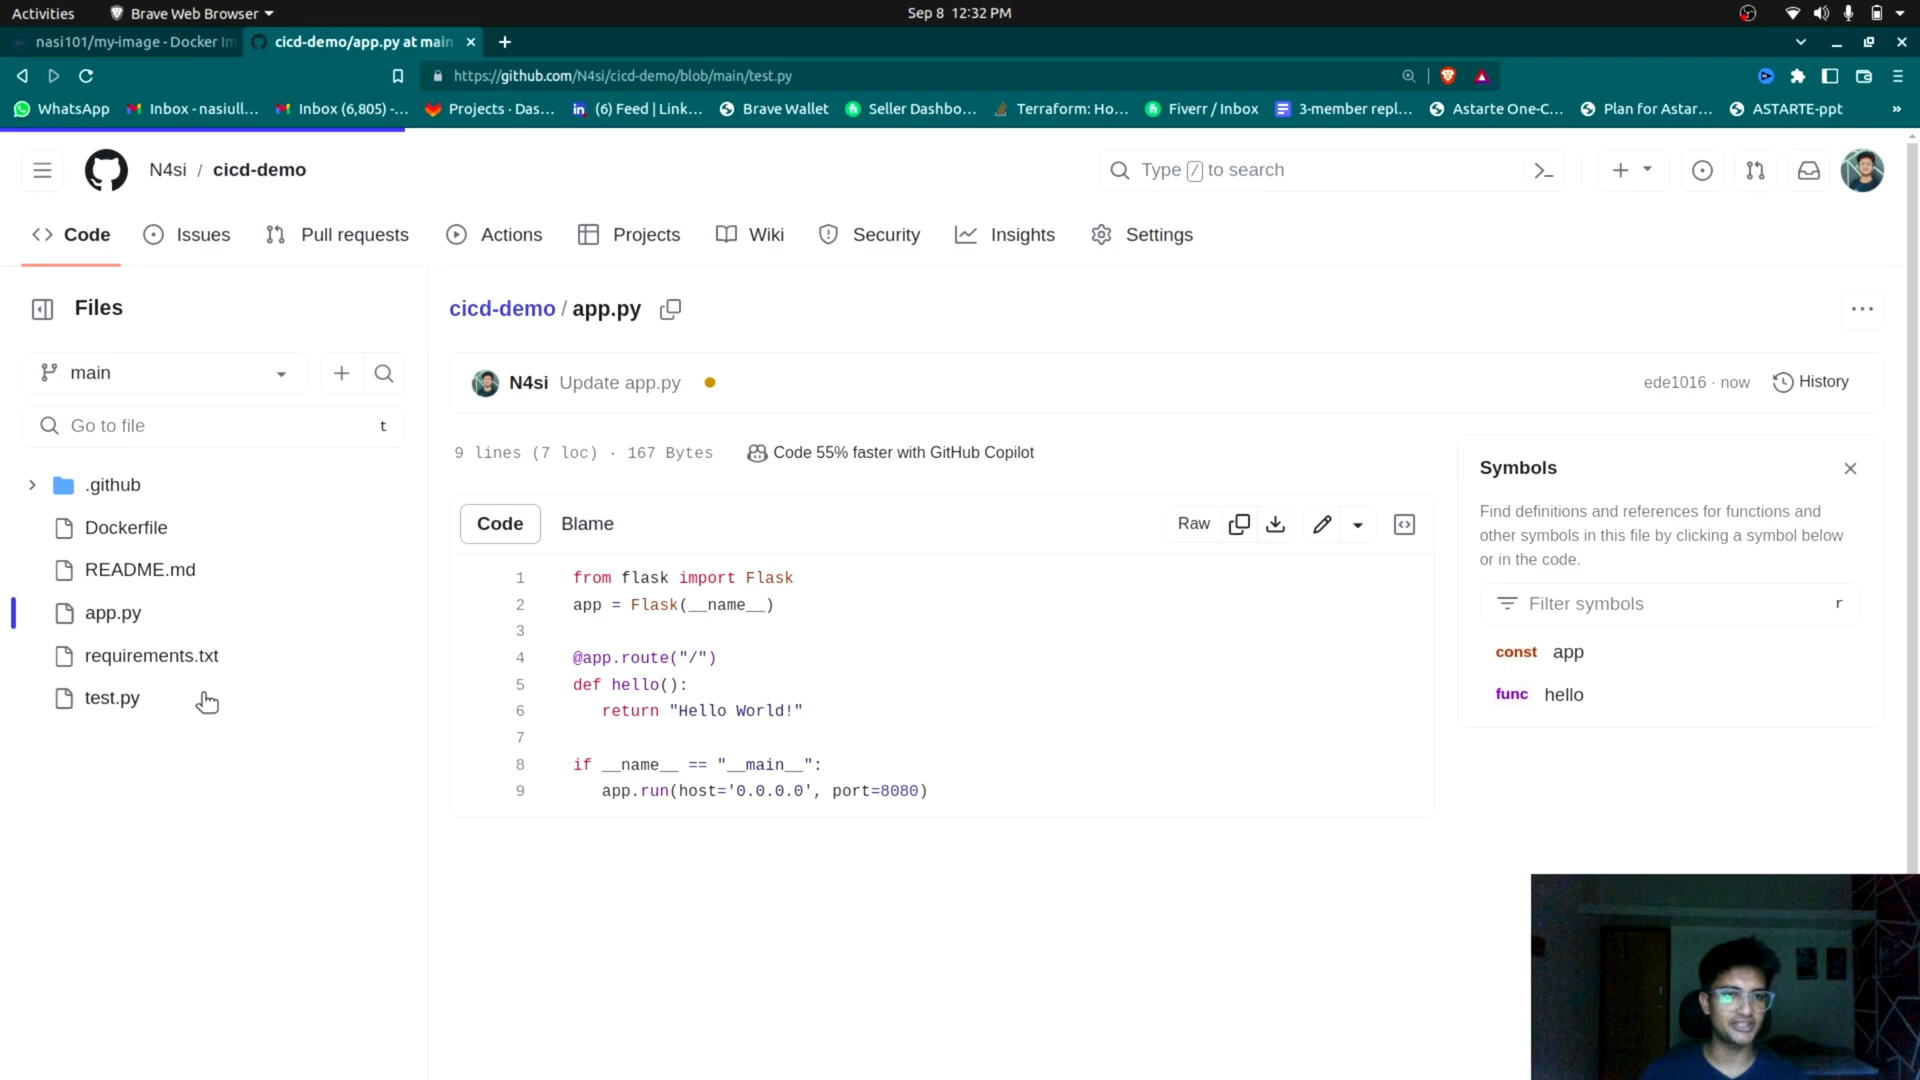 Activities
Brave Web Browser
Sep 8 12:32 PM
nasi101/my-image - Docker Im
cicd-demo/app.py at main
https://github.com/N4si/cicd-demo/blob/main/test.py
WhatsApp
Inbox - nasiull...
Inbox (6,805) -...
Projects · Das...
(6) Feed | Link...
Brave Wallet
Seller Dashbo...
Terraform: Ho...
Fiverr / Inbox
3-member repl...
Astarte One-C...
Plan for Astar...
ASTARTE-ppt
»
N4si / cicd-demo
Type / to search
Code
Issues
Pull requests
Actions
Projects
Wiki
Security
Insights
Settings
Files
main
Go to file
t
.github
Dockerfile
README.md
app.py
requirements.txt
test.py
cicd-demo / app.py
N4si Update app.py
ede1016 · now
History
9 lines (7 loc) · 167 Bytes
Code 55% faster with GitHub Copilot
Code
Blame
Raw
1 from flask import Flask
2 app = Flask(__name__)
3
4 @app.route("/")
5 def hello():
6 return "Hello World!"
7
8 if __name__ == "__main__":
9 app.run(host='0.0.0.0', port=8080)
Symbols
Find definitions and references for functions and
other symbols in this file by clicking a symbol below
or in the code.
Filter symbols
r
const app
func hello